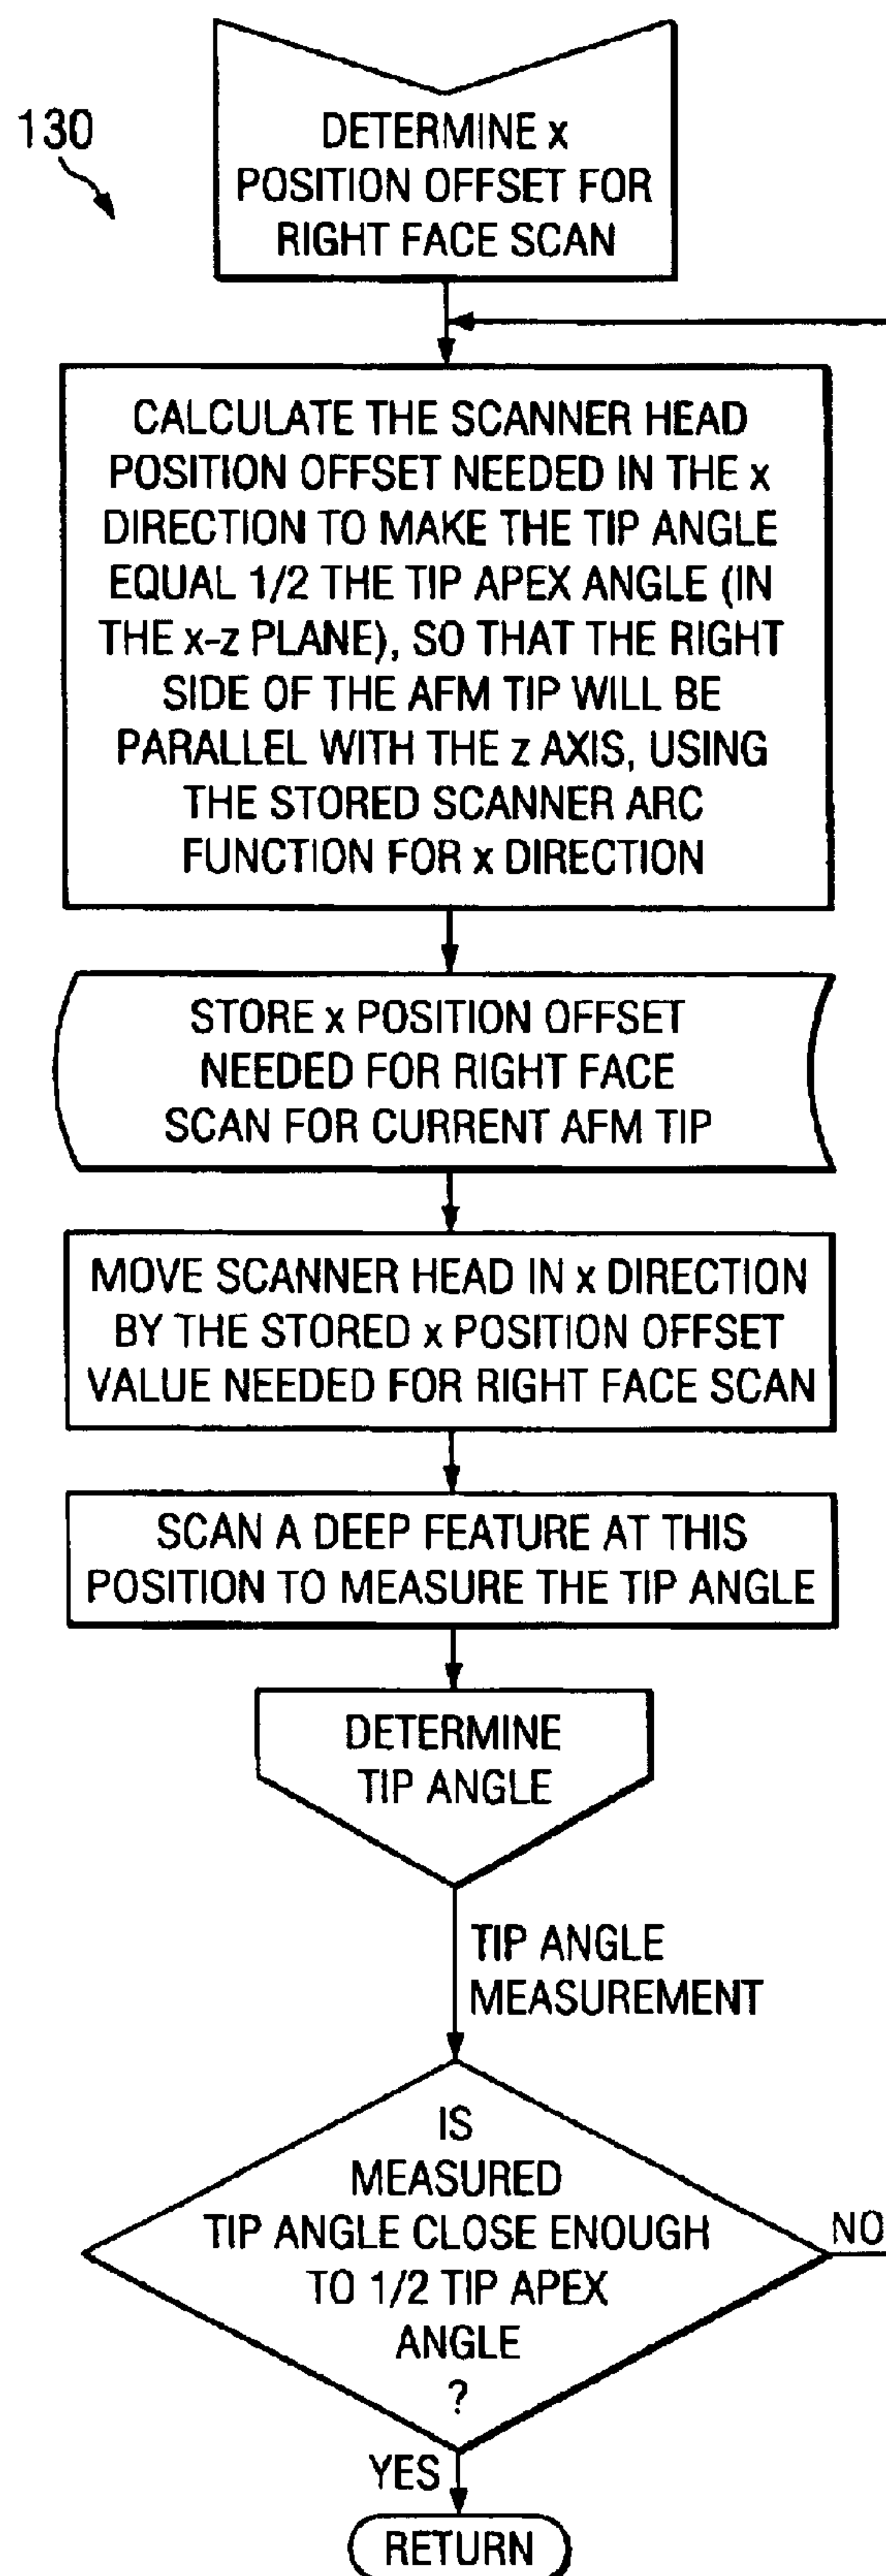 130
DETERMINE x
POSITION OFFSET FOR
RIGHT FACE SCAN
CALCULATE THE SCANNER HEAD
POSITION OFFSET NEEDED IN THE x
DIRECTION TO MAKE THE TIP ANGLE
EQUAL 1/2 THE TIP APEX ANGLE (IN
THE x-z PLANE), SO THAT THE RIGHT
SIDE OF THE AFM TIP WILL BE
PARALLEL WITH THE z AXIS, USING
THE STORED SCANNER ARC
FUNCTION FOR x DIRECTION
STORE x POSITION OFFSET
NEEDED FOR RIGHT FACE
SCAN FOR CURRENT AFM TIP
MOVE SCANNER HEAD IN x DIRECTION
BY THE STORED x POSITION OFFSET
VALUE NEEDED FOR RIGHT FACE SCAN
SCAN A DEEP FEATURE AT THIS
POSITION TO MEASURE THE TIP ANGLE
DETERMINE
TIP ANGLE
TIP ANGLE
MEASUREMENT
IS
MEASURED
TIP ANGLE CLOSE ENOUGH
TO 1/2 TIP APEX
ANGLE
?
NO
YES
RETURN